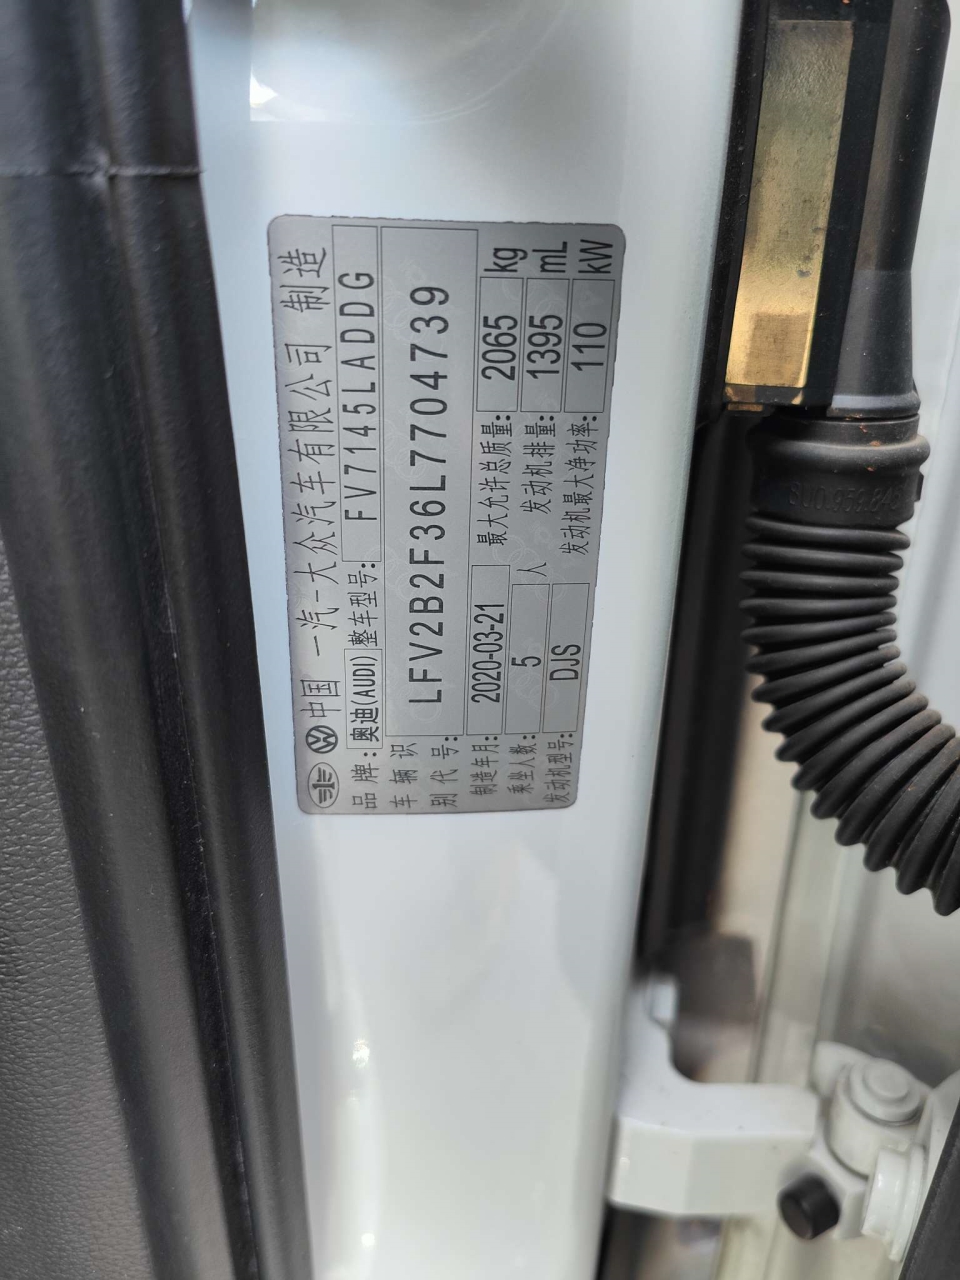 中国 一汽-大众汽车有限公司 制造
品牌: 奥迪(AUDI) 整车型号: FV7145LADDG
车辆识别代号: LFV2B2F36L7704739
制造年月: 2020-03-21 最大允许总质量: 2065 kg
乘坐人数: 5 人 发动机排量: 1395 mL
发动机型号: DJS 发动机最大净功率: 110 kW